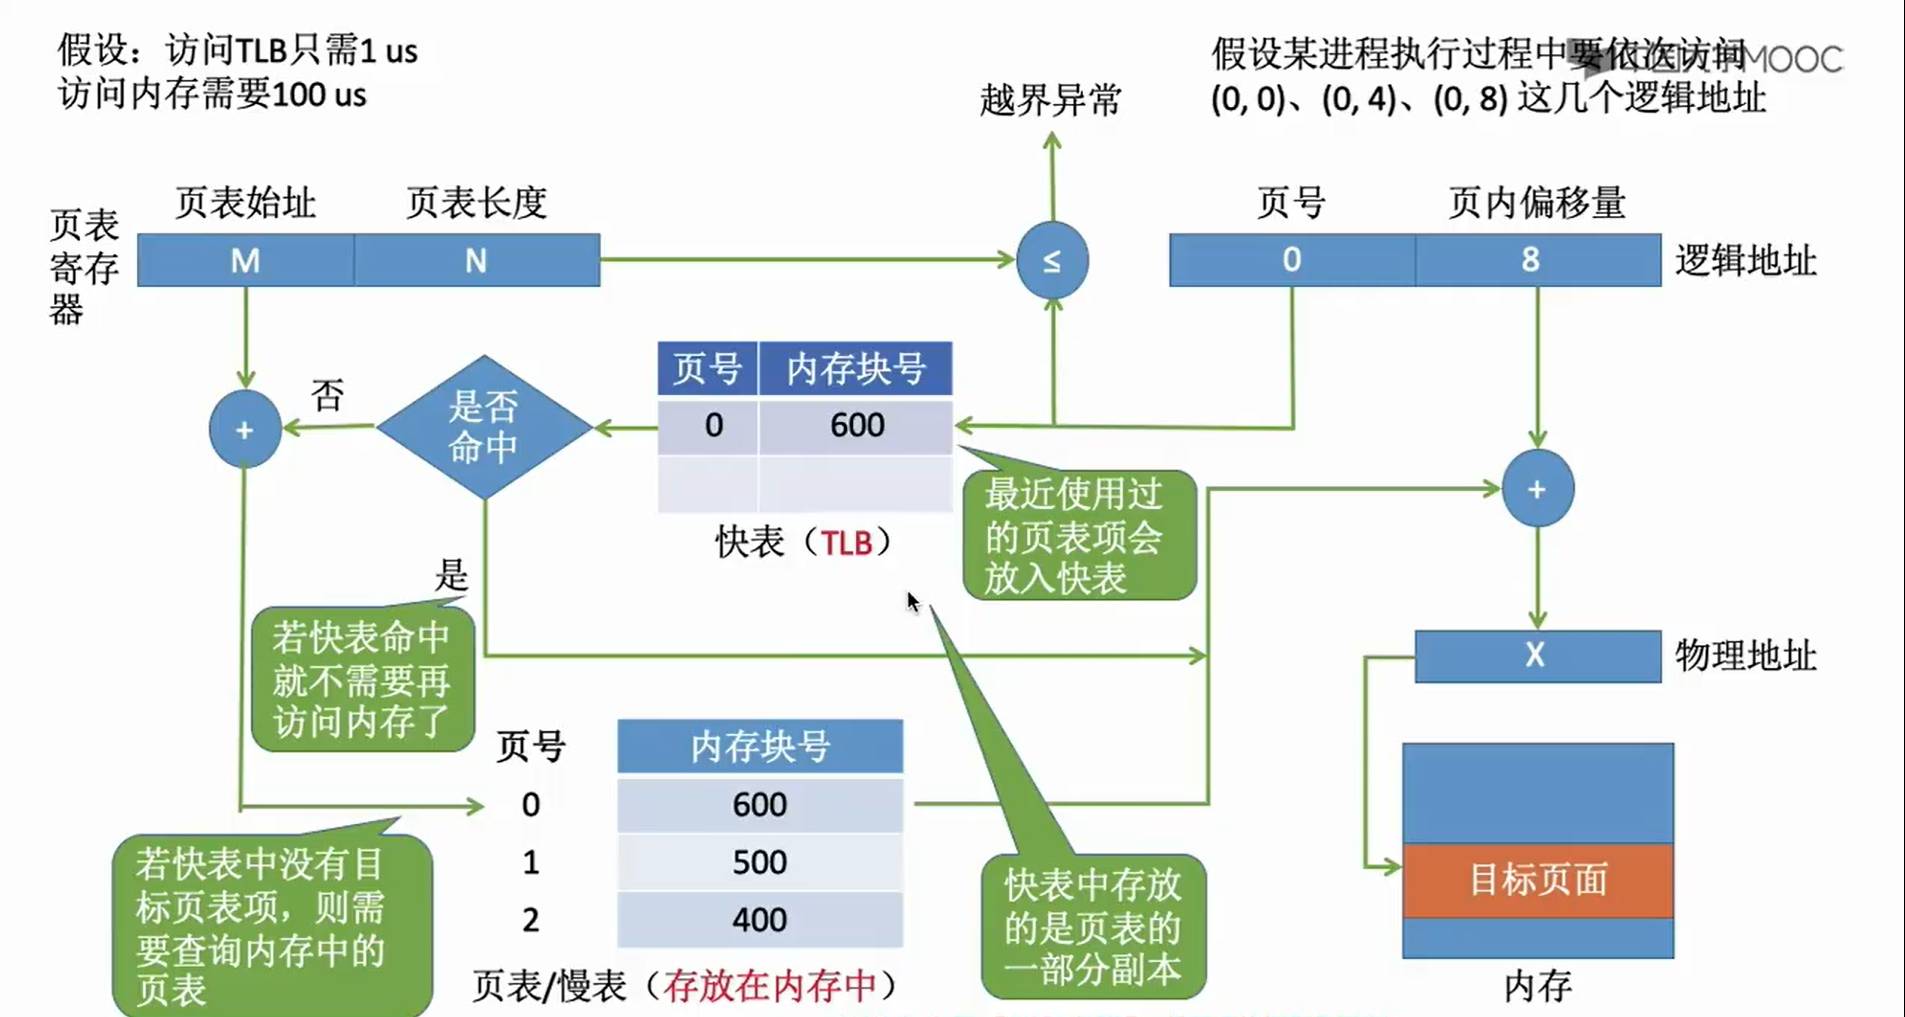 假设：访问TLB只需1 us
访问内存需要100 us
假设某进程执行过程中要依次访问
(0, 0)、(0, 4)、(0, 8) 这几个逻辑地址
中国大学MOOC
越界异常
页表始址
页表长度
页号
页内偏移量
页表
寄存
器
M
N
≤
0
8
逻辑地址
页号
内存块号
0
600
是否
命中
否
+
快表（TLB）
最近使用过
的页表项会
放入快表
+
是
若快表命中
就不需要再
访问内存了
X
物理地址
页号
内存块号
0
600
1
500
2
400
页表/慢表（存放在内存中）
若快表中没有目
标页表项，则需
要查询内存中的
页表
快表中存放
的是页表的
一部分副本
目标页面
内存